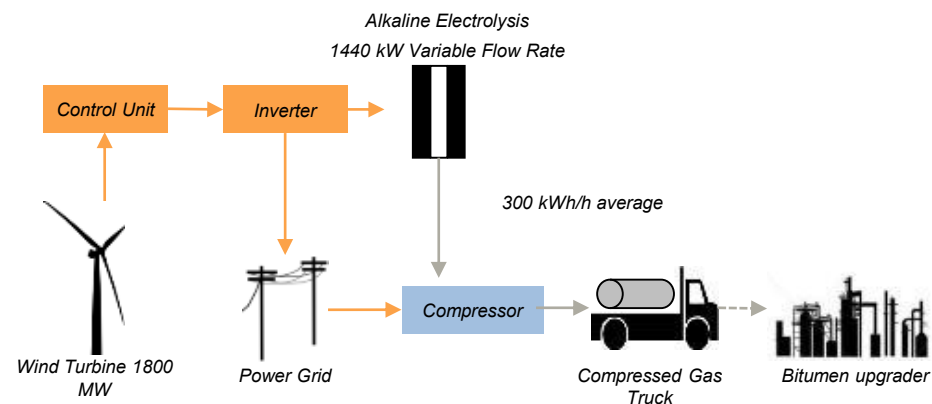 Alkaline Electrolysis
1440 kW Variable Flow Rate
Control Unit
Inverter
300 kWh/h average
Compressor
Wind Turbine 1800
MW
Power Grid
Compressed Gas
Truck
Bitumen upgrader